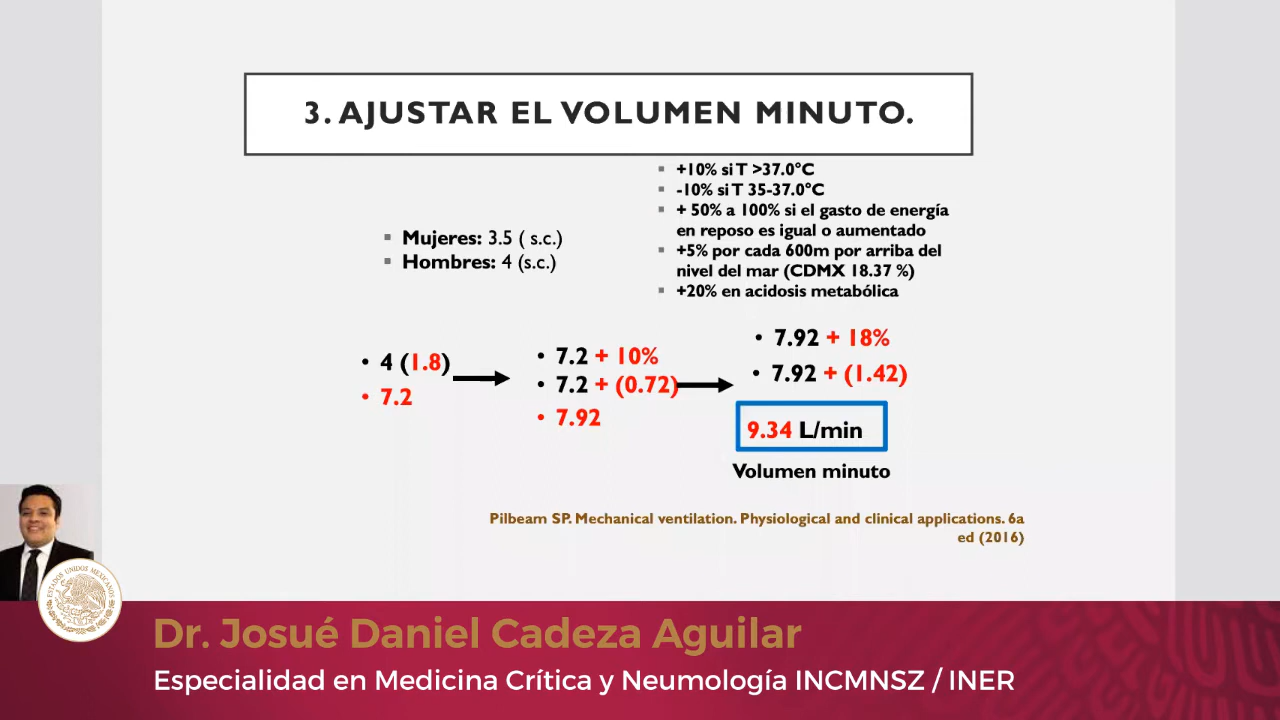 3. AJUSTAR EL VOLUMEN MINUTO.
Mujeres: 3.5 ( s.c.)
Hombres: 4 (s.c.)
+10% si T >37.0°C
-10% si T 35-37.0°C
+ 50% a 100% si el gasto de energía
en reposo es igual o aumentado
+5% por cada 600m por arriba del
nivel del mar (CDMX 18.37 %)
+20% en acidosis metabólica
4 (1.8)
7.2
7.2 + 10%
7.2 + (0.72)
7.92
7.92 + 18%
7.92 + (1.42)
9.34 L/min
Volumen minuto
Pilbeam SP. Mechanical ventilation. Physiological and clinical applications. 6a
ed (2016)
ESTADOS UNIDOS MEXICANOS
Dr. Josué Daniel Cadeza Aguilar
Especialidad en Medicina Crítica y Neumología INCMNSZ / INER